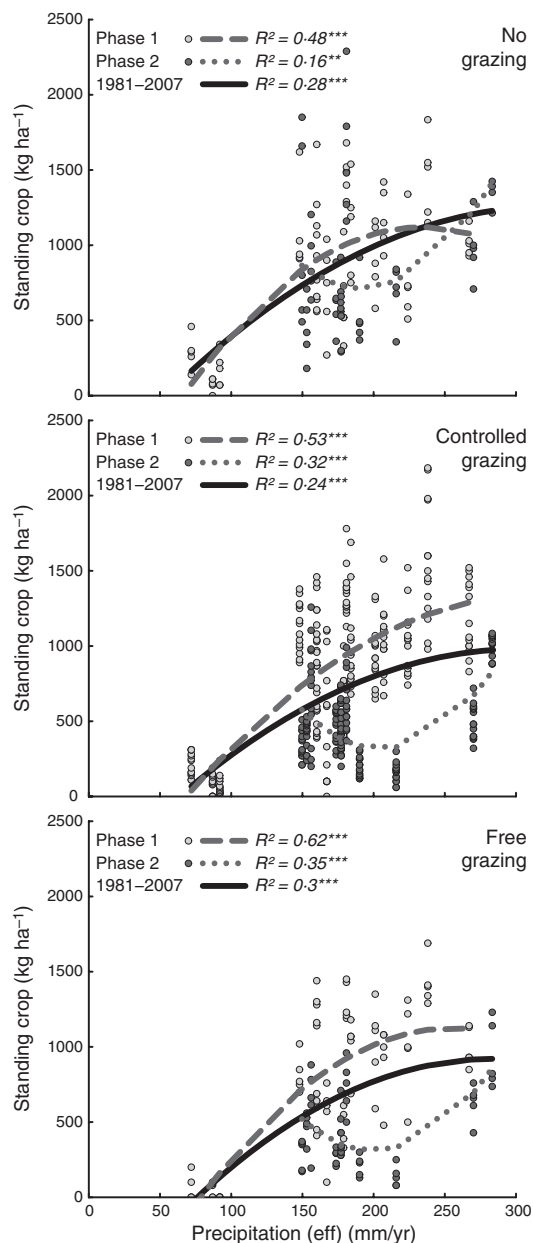 Phase 1 R² = 0·48***
Phase 2 R² = 0·16**
1981–2007 R² = 0·28***
No
grazing
2500
2000
1500
1000
500
0
Standing crop (kg ha⁻¹)
Phase 1 R² = 0·53***
Phase 2 R² = 0·32***
1981–2007 R² = 0·24***
Controlled
grazing
2500
2000
1500
1000
500
0
Standing crop (kg ha⁻¹)
Phase 1 R² = 0·62***
Phase 2 R² = 0·35***
1981–2007 R² = 0·3***
Free
grazing
2500
2000
1500
1000
500
0
Standing crop (kg ha⁻¹)
0 50 100 150 200 250 300
Precipitation (eff) (mm/yr)